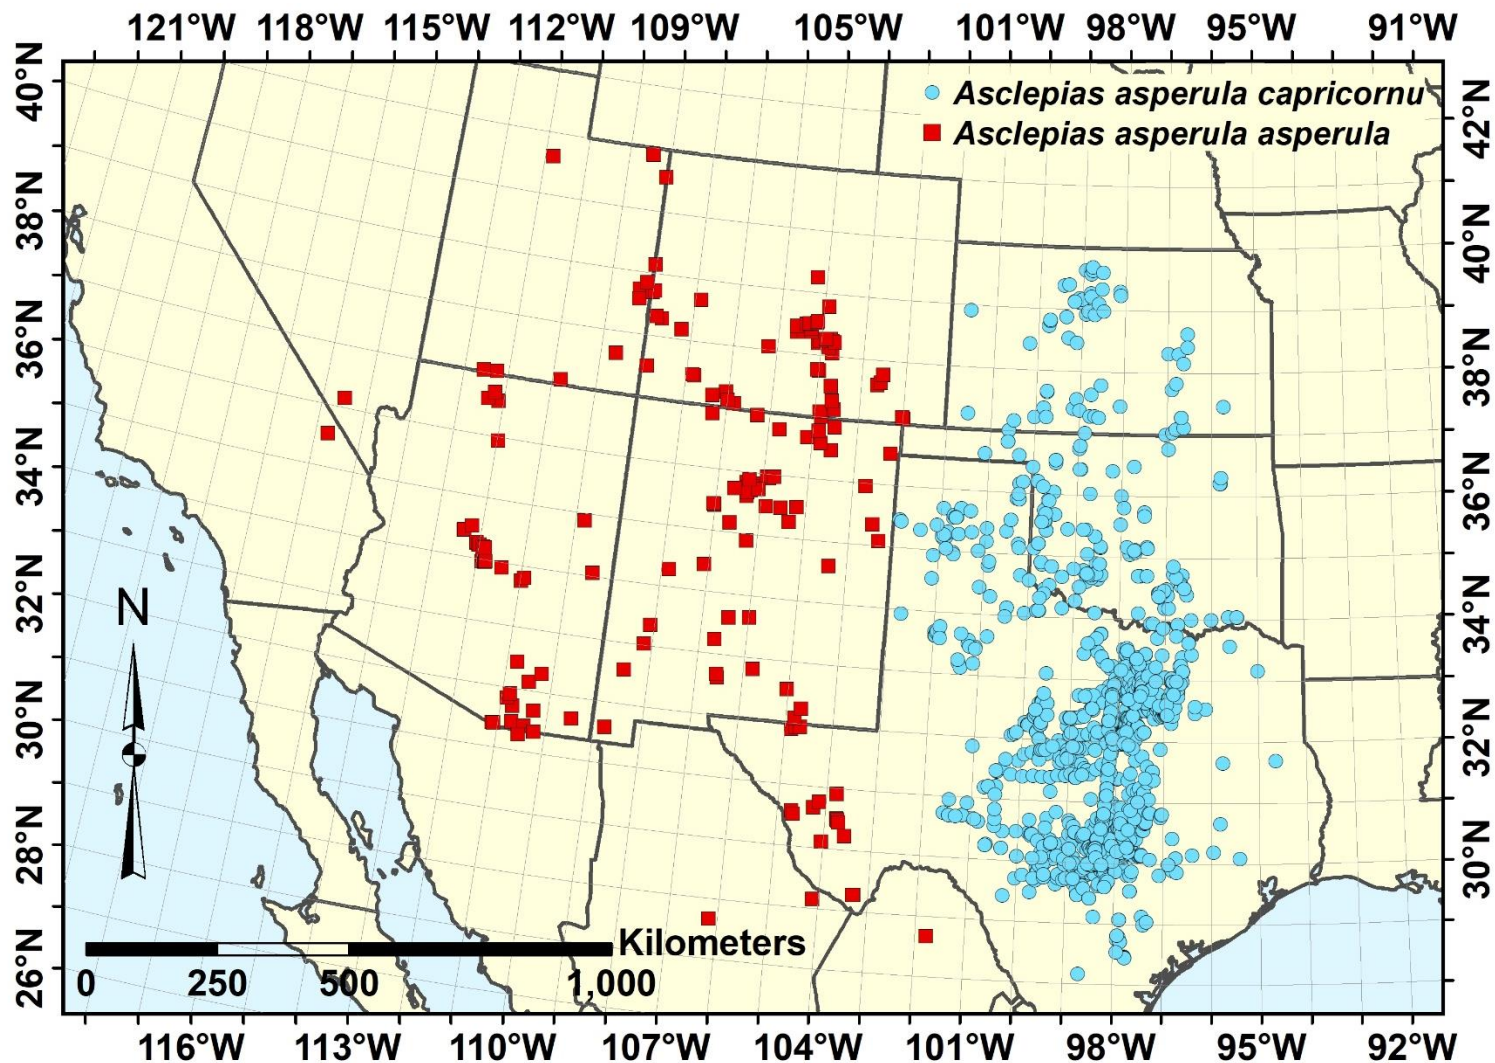 121°W 118°W 115°W 112°W 109°W 105°W 101°W 98°W 95°W 91°W
Asclepias asperula capricornu
Asclepias asperula asperula
40°N
38°N
36°N
34°N
32°N
30°N
28°N
26°N
42°N
40°N
38°N
36°N
34°N
32°N
30°N
N
Kilometers
0 250 500 1,000
116°W 113°W 110°W 107°W 104°W 101°W 98°W 95°W 92°W